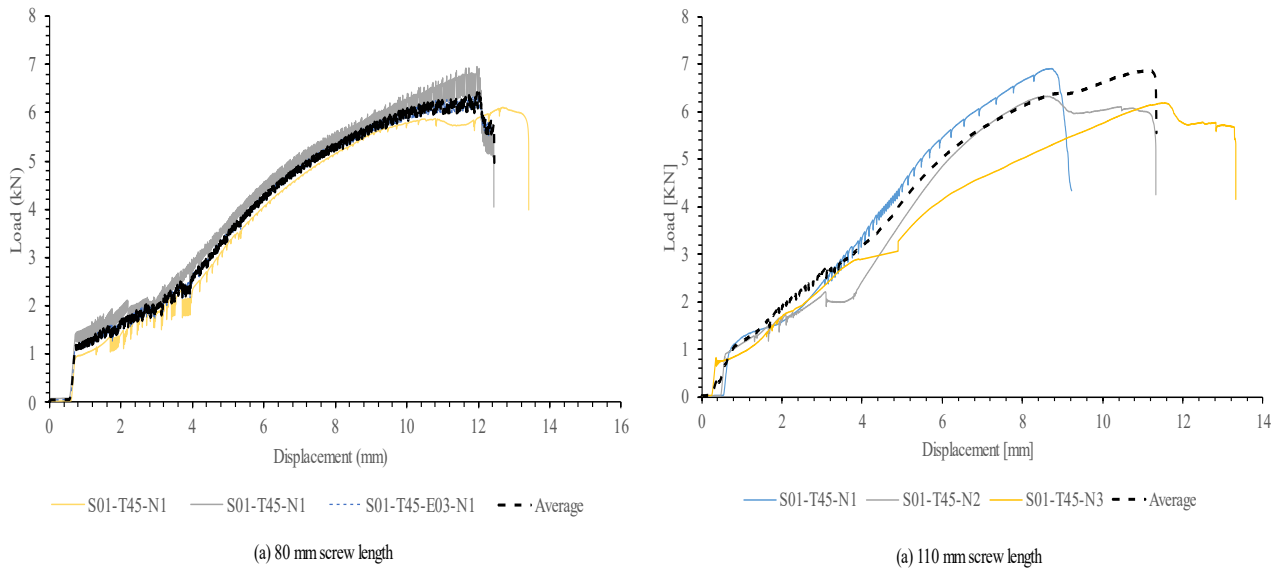 8
7
6
5
4
3
2
1
0
Load (kN)
0 2 4 6 8 10 12 14 16
Displacement (mm)
S01-T45-N1 S01-T45-N1 S01-T45-E03-N1 Average
(a) 80 mm screw length
8
7
6
5
4
3
2
1
0
Load [KN]
0 2 4 6 8 10 12 14
Displacement [mm]
S01-T45-N1 S01-T45-N2 S01-T45-N3 Average
(a) 110 mm screw length